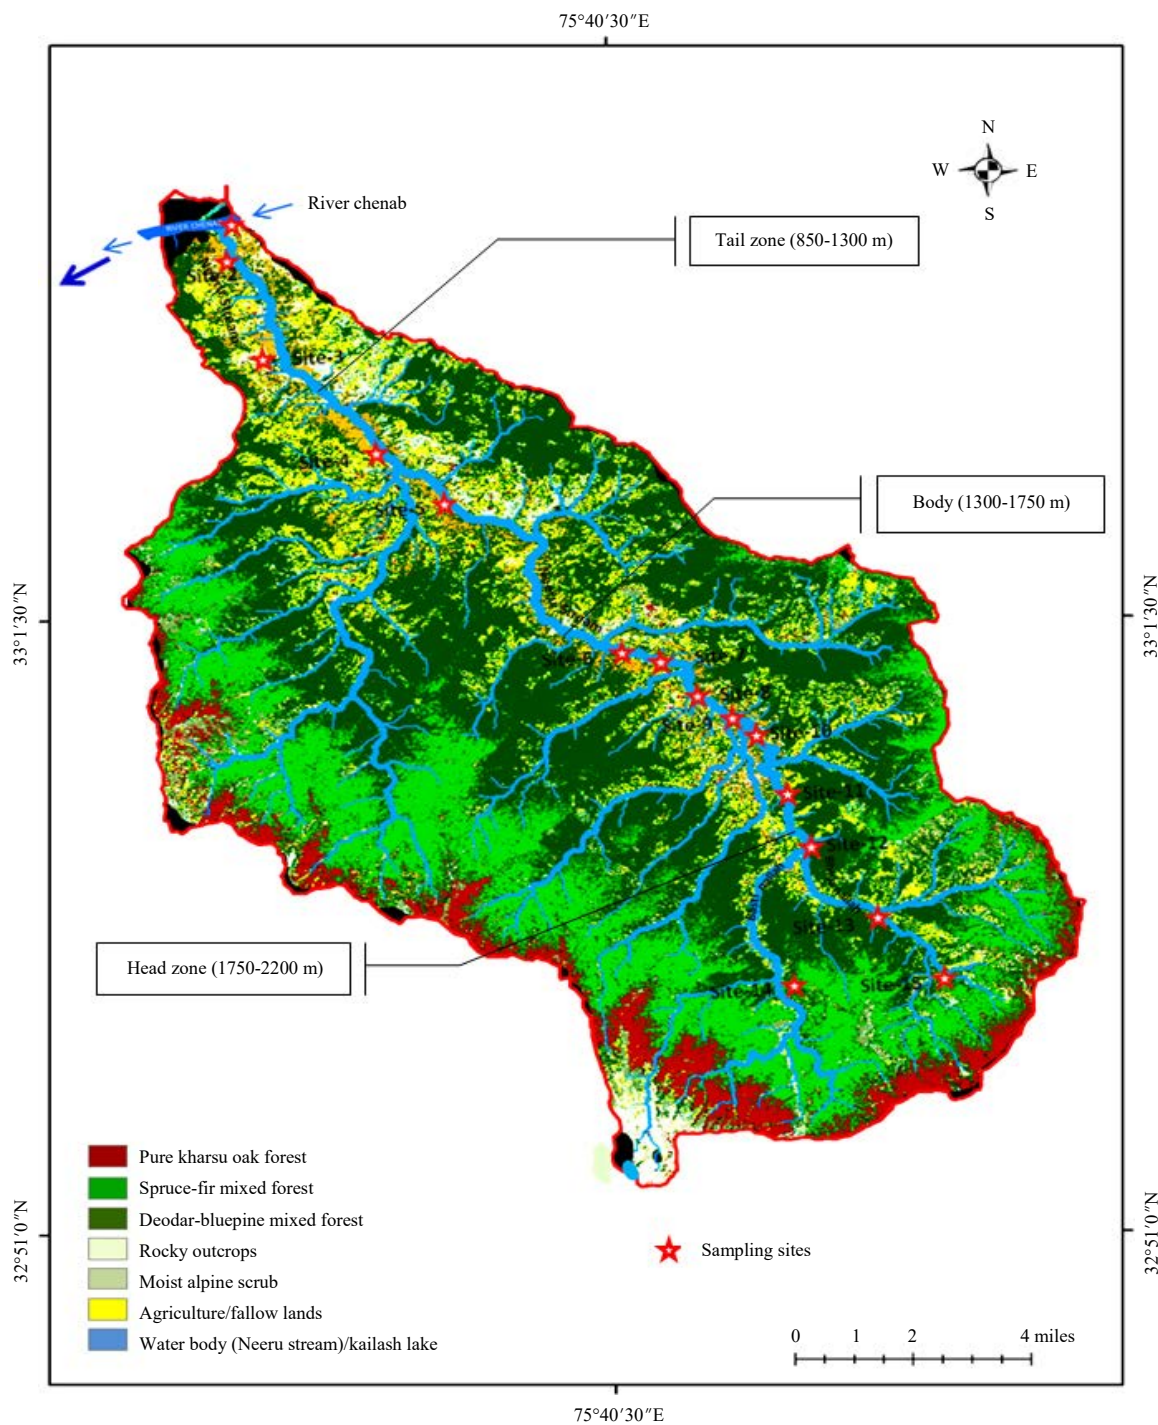 75°40′30″E
N
W
E
S
River chenab
RIVER CHENAB
Tail zone (850-1300 m)
Site-2
Site-3
Site-4
Site-5
Body (1300-1750 m)
33°1′30″N
33°1′30″N
Site-6
Site-7
Site-8
Site-9
Site-10
Site-11
Site-12
Site-13
Head zone (1750-2200 m)
Site-14
Site-15
Pure kharsu oak forest
Spruce-fir mixed forest
Deodar-bluepine mixed forest
Rocky outcrops
Moist alpine scrub
Agriculture/fallow lands
Water body (Neeru stream)/kailash lake
Sampling sites
32°51′0″N
32°51′0″N
0 1 2 4 miles
75°40′30″E